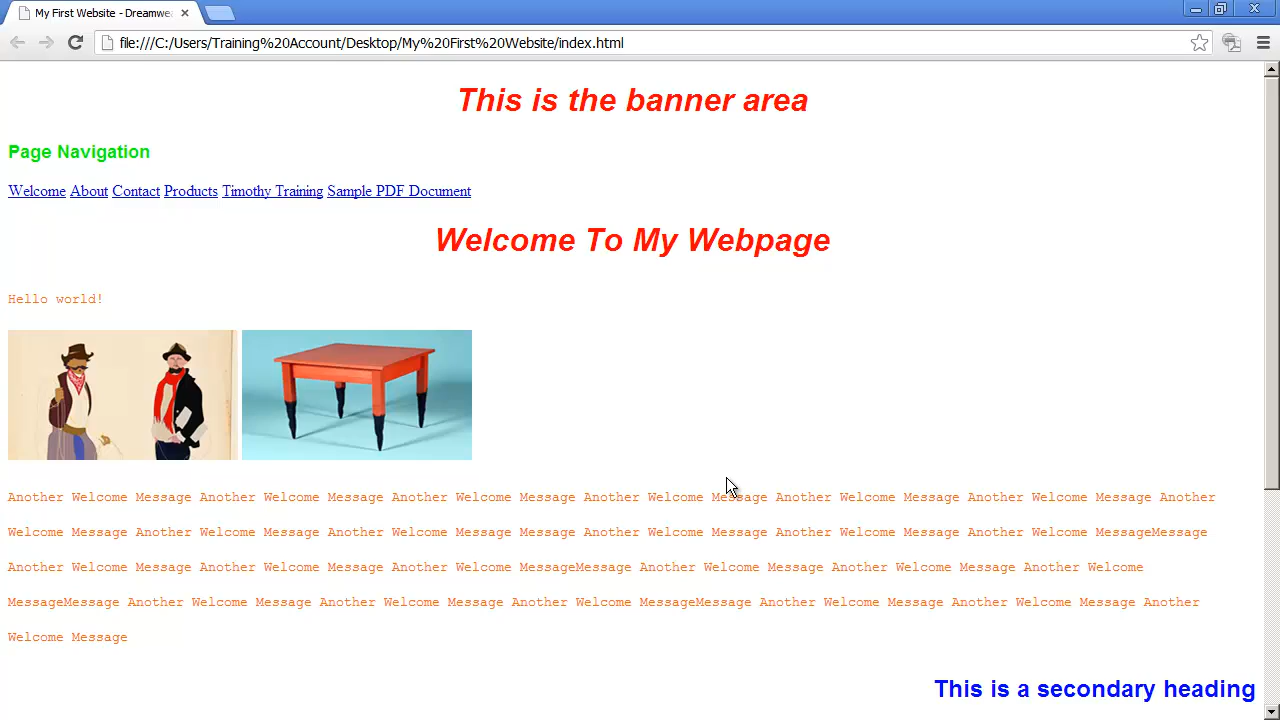 My First Website - Dreamwe
file:///C:/Users/Training%20Account/Desktop/My%20First%20Website/index.html
This is the banner area
Page Navigation
Welcome About Contact Products Timothy Training Sample PDF Document
Welcome To My Webpage
Hello world!
Another Welcome Message Another Welcome Message Another Welcome Message Another Welcome Message Another Welcome Message Another Welcome Message Another
Welcome Message Another Welcome Message Another Welcome Message Another Welcome Message Another Welcome Message Another Welcome MessageMessage
Another Welcome Message Another Welcome Message Another Welcome MessageMessage Another Welcome Message Another Welcome Message Another Welcome
MessageMessage Another Welcome Message Another Welcome Message Another Welcome MessageMessage Another Welcome Message Another Welcome Message Another
Welcome Message
This is a secondary heading